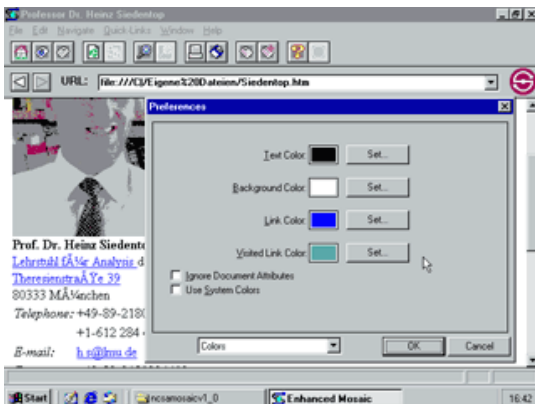 Professor Dr. Heinz Siedentop
File Edit Navigate Quick-Links Window Help
URL: file:///C|/Eigene%20Dateien/Siedentop.htm
Preferences
Text Color: Set...
Background Color: Set...
Link Color: Set...
Visited Link Color: Set...
Ignore Document Attributes
Use System Colors
Colors OK Cancel
Prof. Dr. Heinz Siedento
Lehrstuhl fÃ¼r Analysis d
TheresienstraÃŸe 39
80333 MÃ¼nchen
Telephone: +49-89-2180
+1-612 284
E-mail: h.s@lmu.de
Start ncsamosaicv1_0 Enhanced Mosaic 16:42